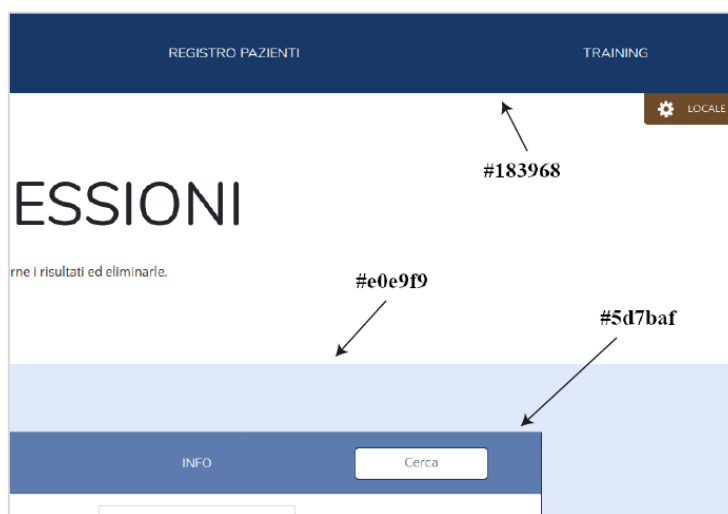 REGISTRO PAZIENTI TRAINING
LOCALE
#183968
ESSIONI
rne i risultati ed eliminarle.
#e0e9f9
#5d7baf
INFO Cerca